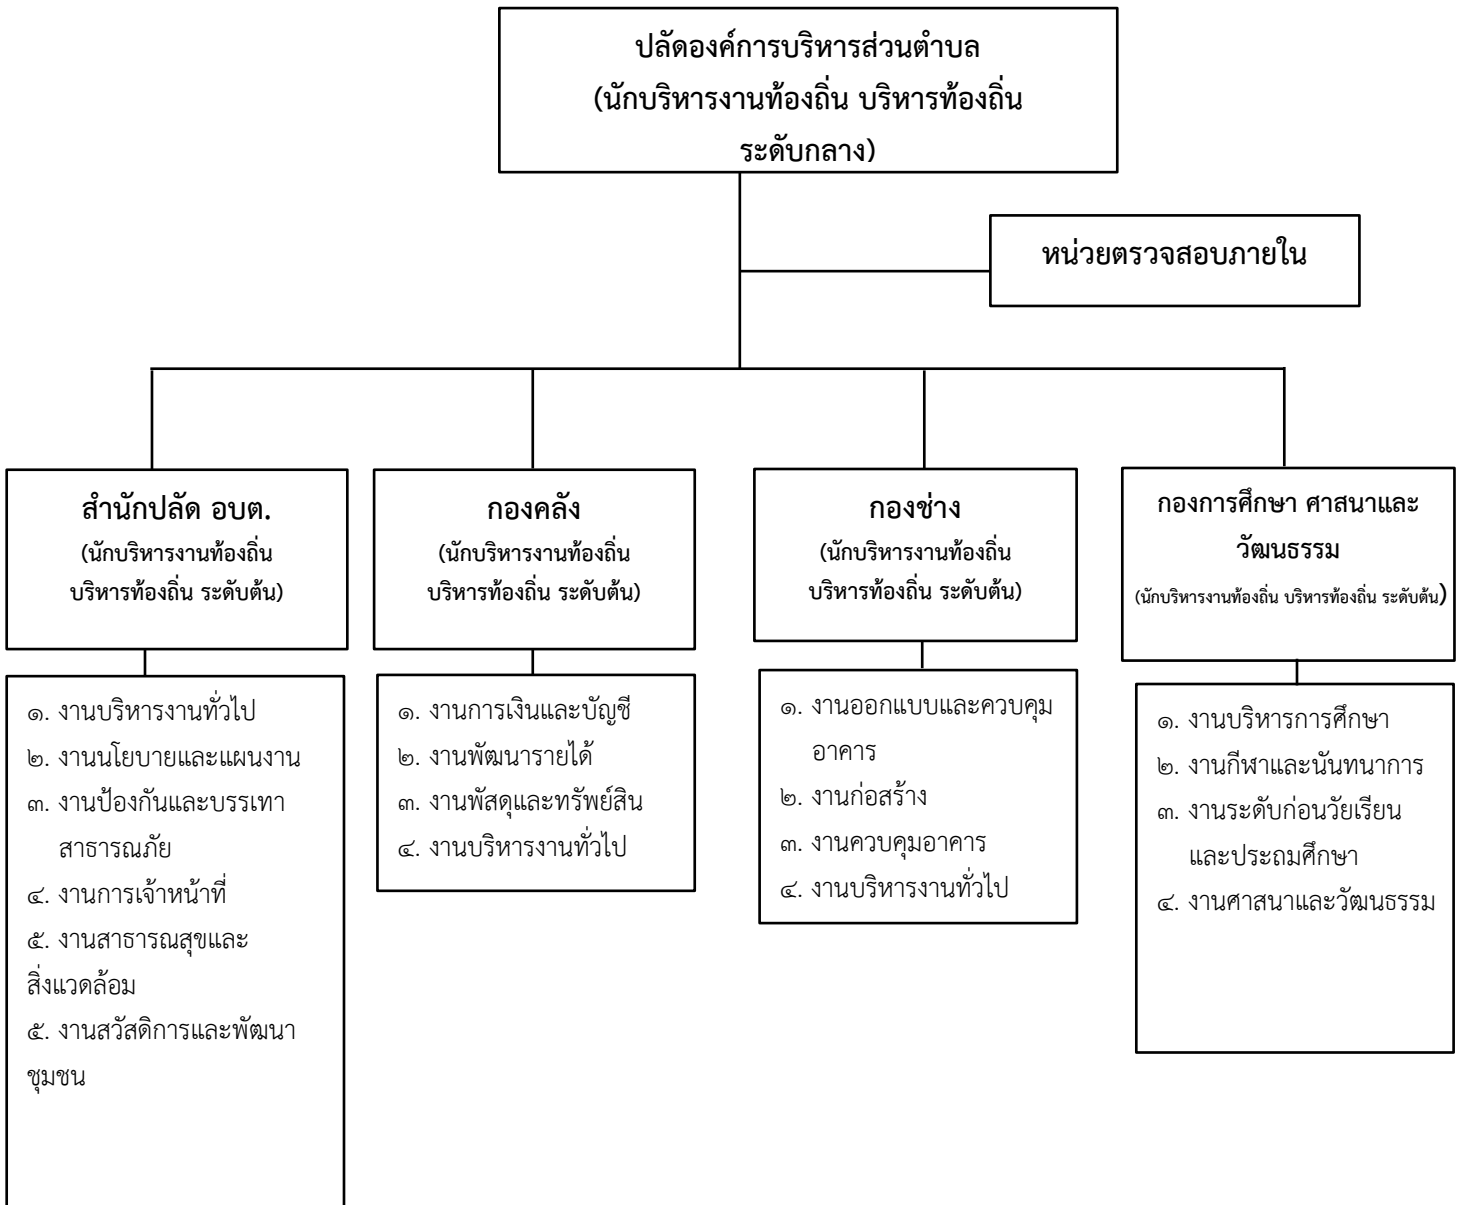 ปลัดองค์การบริหารส่วนตำบล
(นักบริหารงานท้องถิ่น บริหารท้องถิ่น
ระดับกลาง)
หน่วยตรวจสอบภายใน
สำนักปลัด อบต.
(นักบริหารงานท้องถิ่น
บริหารท้องถิ่น ระดับต้น)
กองคลัง
(นักบริหารงานท้องถิ่น
บริหารท้องถิ่น ระดับต้น)
กองช่าง
(นักบริหารงานท้องถิ่น
บริหารท้องถิ่น ระดับต้น)
กองการศึกษา ศาสนาและ
วัฒนธรรม
(นักบริหารงานท้องถิ่น บริหารท้องถิ่น ระดับต้น)
๑. งานบริหารงานทั่วไป
๒. งานนโยบายและแผนงาน
๓. งานป้องกันและบรรเทา
สาธารณภัย
๔. งานการเจ้าหน้าที่
๕. งานสาธารณสุขและ
สิ่งแวดล้อม
๕. งานสวัสดิการและพัฒนา
ชุมชน
๑. งานการเงินและบัญชี
๒. งานพัฒนารายได้
๓. งานพัสดุและทรัพย์สิน
๔. งานบริหารงานทั่วไป
๑. งานออกแบบและควบคุม
อาคาร
๒. งานก่อสร้าง
๓. งานควบคุมอาคาร
๔. งานบริหารงานทั่วไป
๑. งานบริหารการศึกษา
๒. งานกีฬาและนันทนาการ
๓. งานระดับก่อนวัยเรียน
และประถมศึกษา
๔. งานศาสนาและวัฒนธรรม